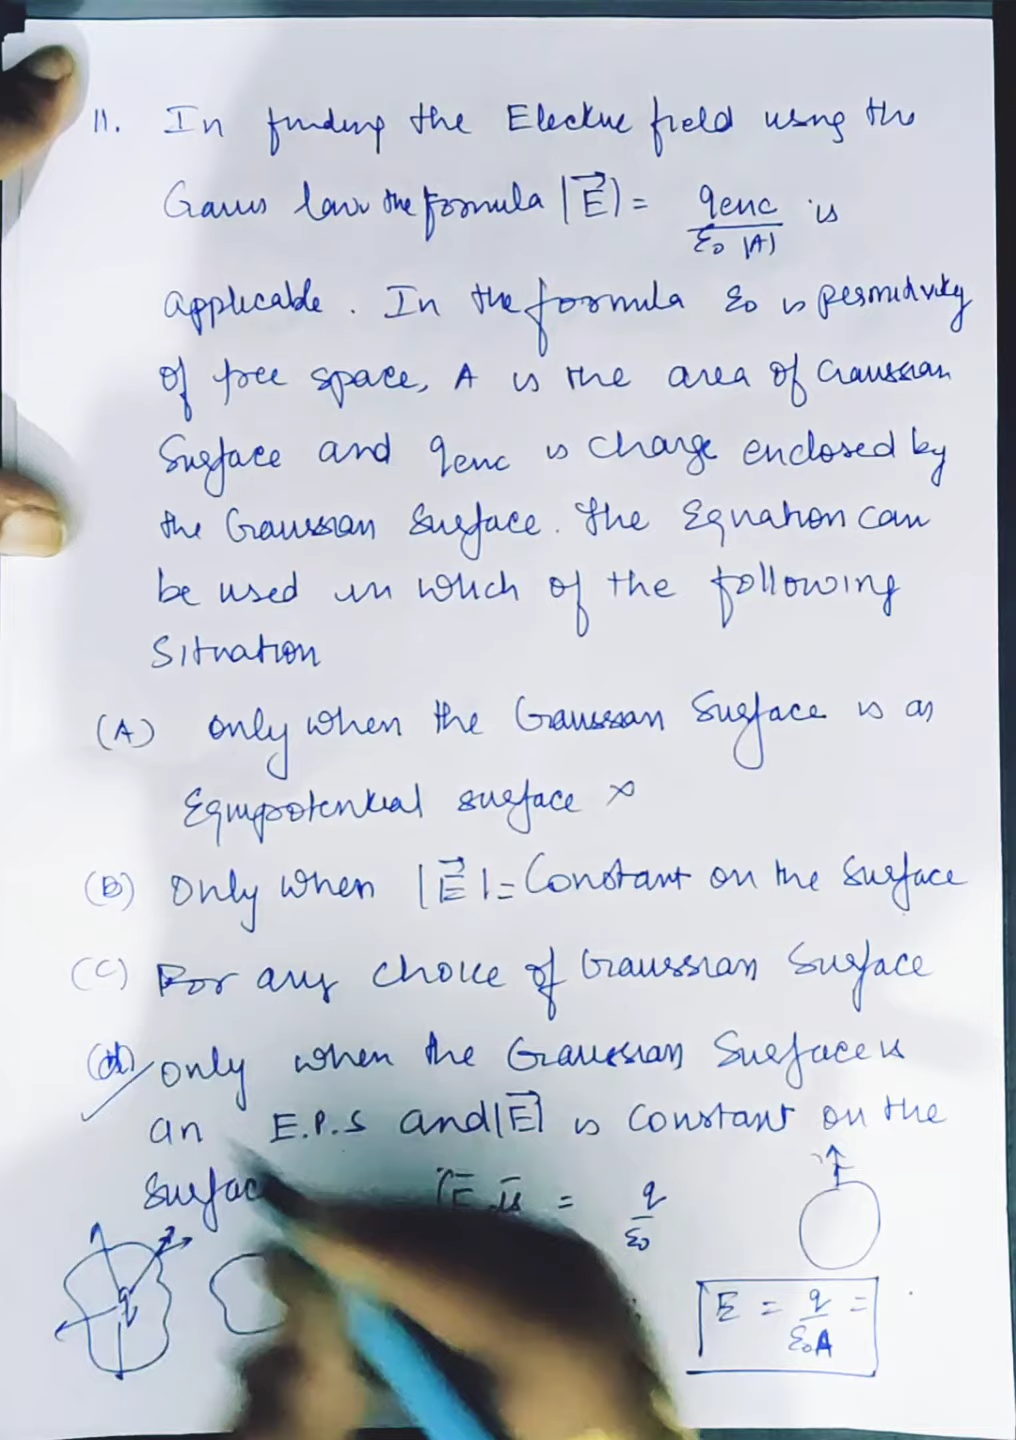 11. In finding the Electric field using the
Gauss law the formula |E⃗| = qenc / ε0 |A| is
applicable. In the formula ε0 is permitivity
of free space, A is the area of Gaussian
Surface and qenc is charge enclosed by
the Gaussian Surface. The Equation can
be used in which of the following
Situation
(A) only when the Gaussian Surface is an
Equipotential surface ×
(B) Only when |E⃗| = Constant on the Surface
(C) For any choice of Gaussian Surface
(d) only when the Gaussian Surface is
an E.P.S and |E⃗| is constant on the
Surfac
= q / ε0
q
E = q / ε0A =